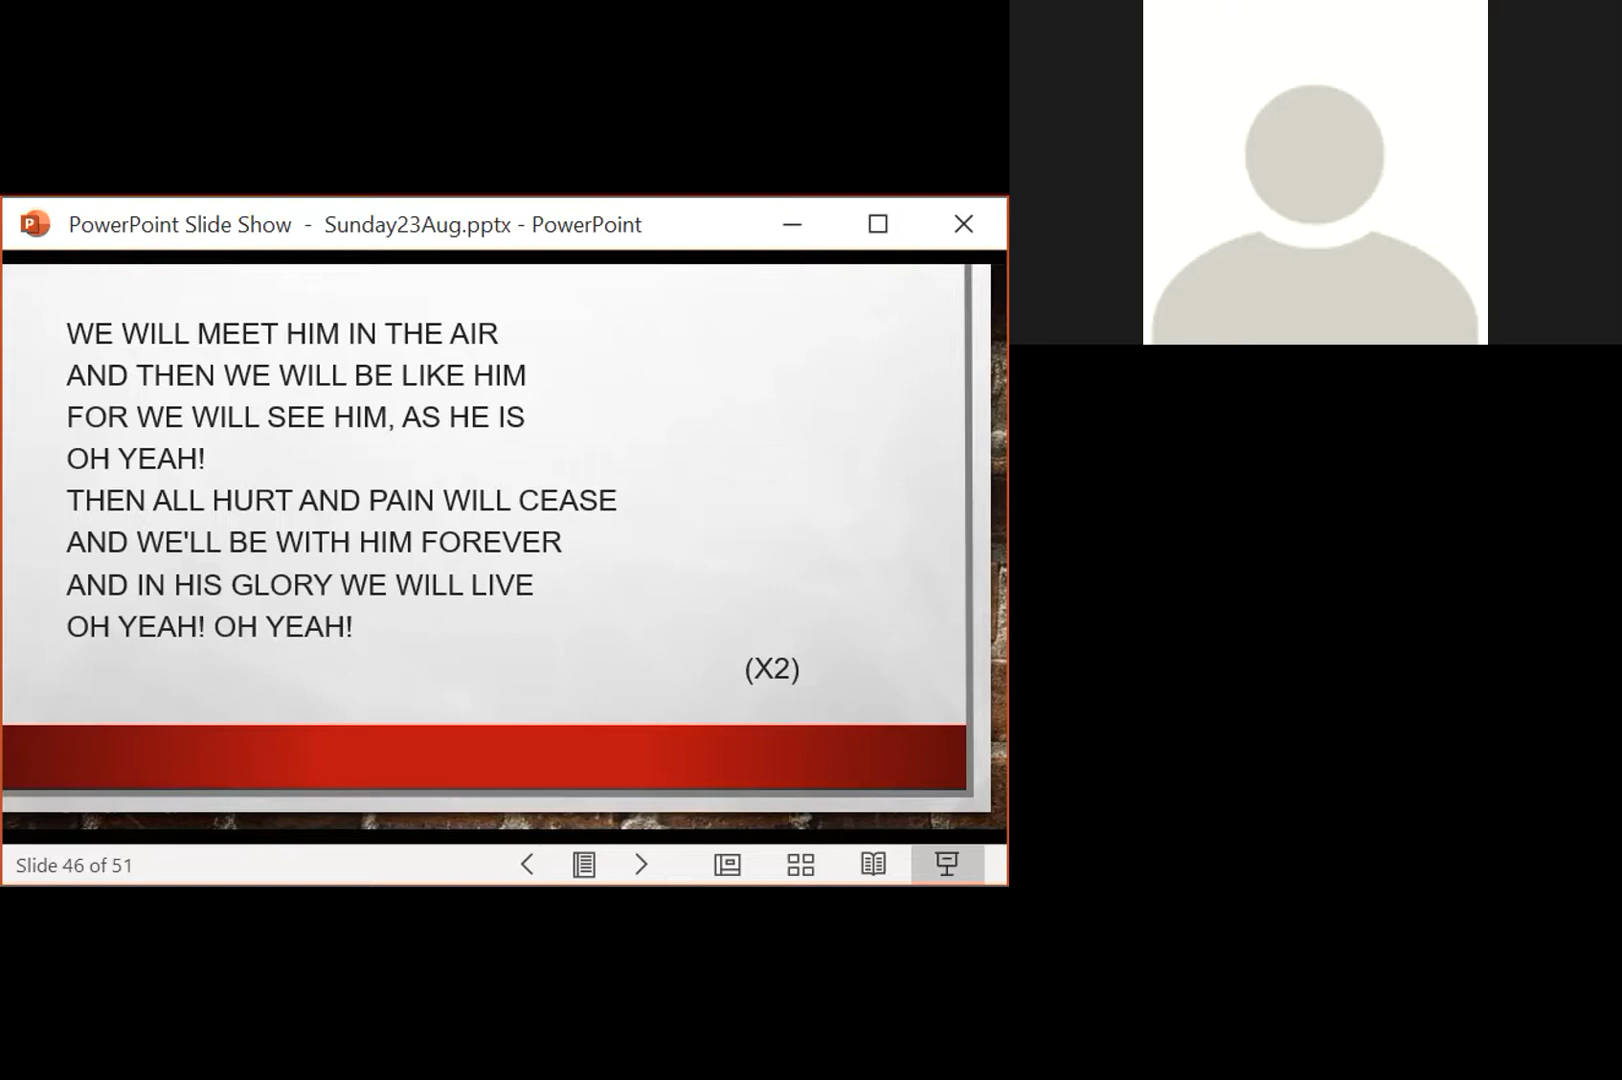 PowerPoint Slide Show - Sunday23Aug.pptx - PowerPoint
WE WILL MEET HIM IN THE AIR
AND THEN WE WILL BE LIKE HIM
FOR WE WILL SEE HIM, AS HE IS
OH YEAH!
THEN ALL HURT AND PAIN WILL CEASE
AND WE'LL BE WITH HIM FOREVER
AND IN HIS GLORY WE WILL LIVE
OH YEAH! OH YEAH!
(X2)
Slide 46 of 51